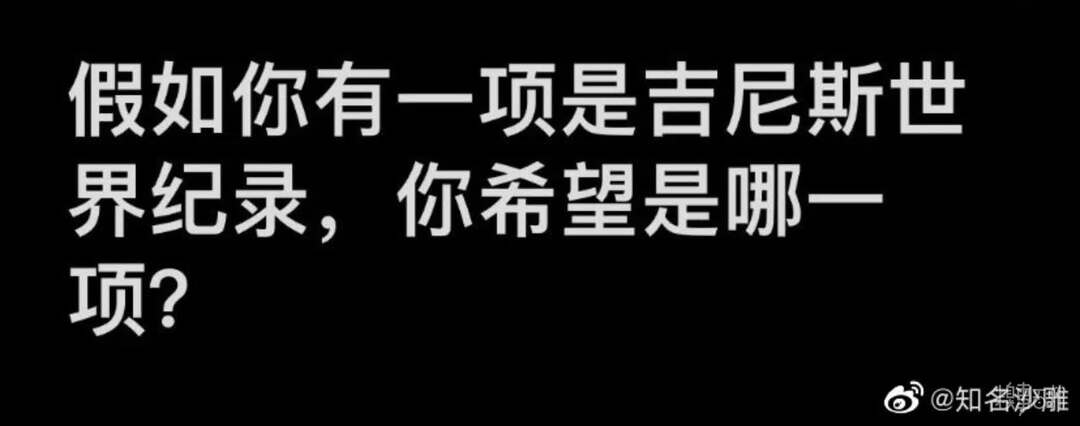 假如你有一项是吉尼斯世
界纪录，你希望是哪一
项？
@知名沙雕